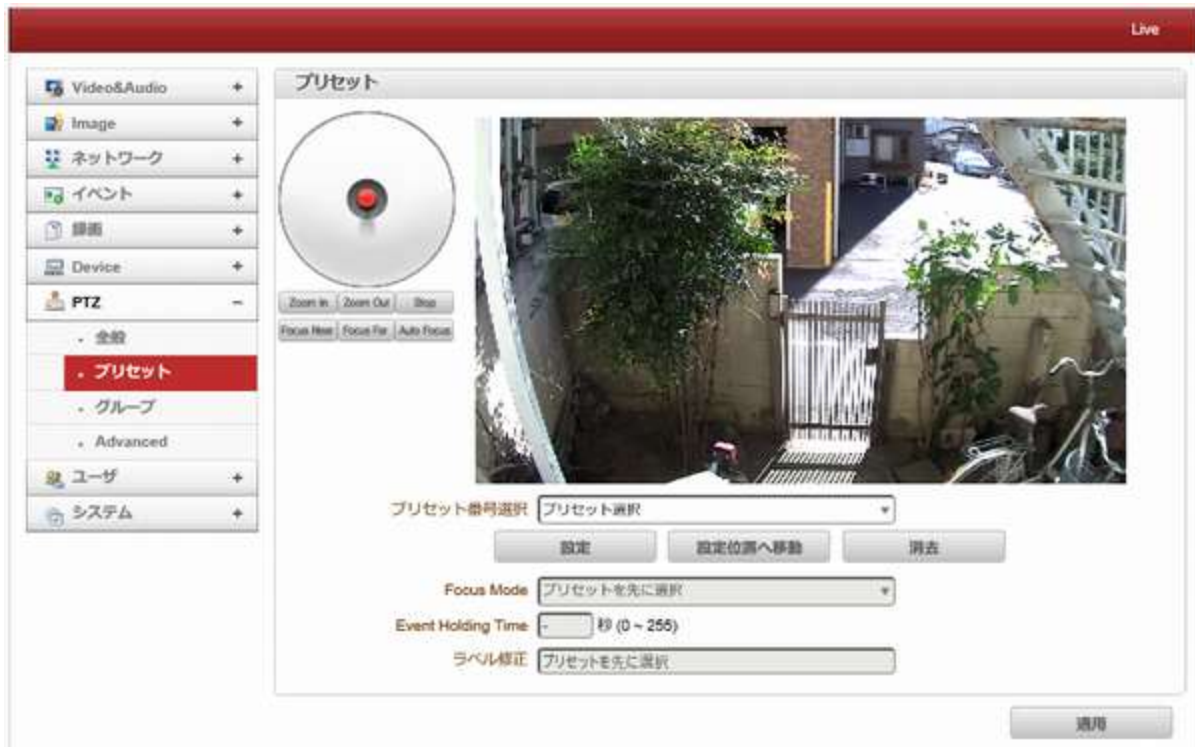 Live
Video&Audio +
Image +
ネットワーク +
イベント +
録画 +
Device +
PTZ -
全般
プリセット
グループ
Advanced
ユーザ +
システム +
プリセット
Zoom In Zoom Out Stop
Focus Near Focus Far Auto Focus
プリセット番号選択 プリセット選択
設定 設定位置へ移動 消去
Focus Mode プリセットを先に選択
Event Holding Time - 秒 (0 ~ 255)
ラベル修正 プリセットを先に選択
適用